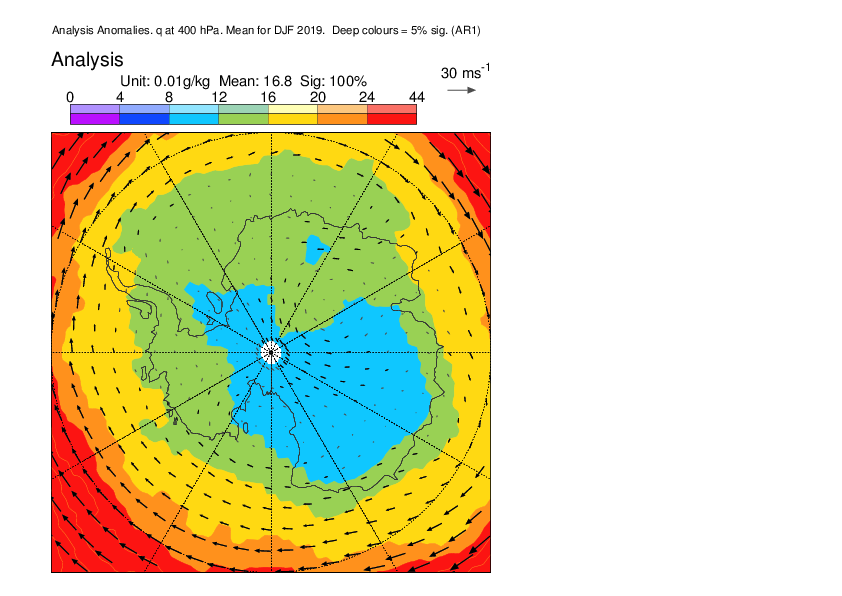 Analysis Anomalies. q at 400 hPa. Mean for DJF 2019.  Deep colours = 5% sig. (AR1)
Analysis
30 ms-1
Unit: 0.01g/kg  Mean: 16.8  Sig: 100%
0 4 8 12 16 20 24 44